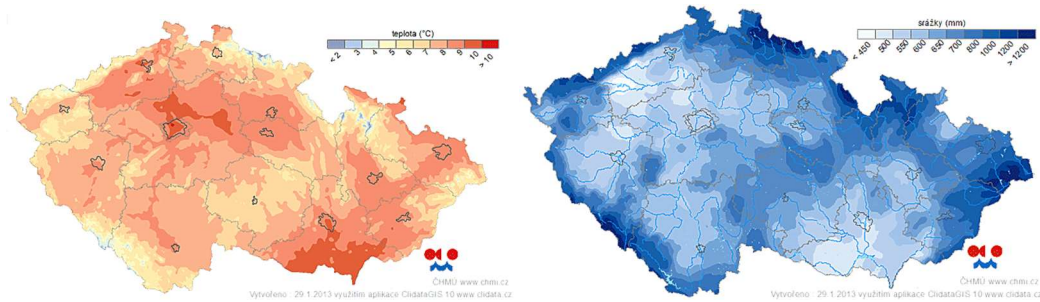 teplota (°C)
< 2 3 4 5 6 7 8 9 10 > 10
ČHMÚ www.chmi.cz
Vytvořeno : 29.1.2013 využitím aplikace ClidataGIS 10 www.clidata.cz
srážky (mm)
< 450 500 550 600 650 700 800 1000 1200 > 1200
ČHMÚ www.chmi.cz
Vytvořeno : 29.1.2013 využitím aplikace ClidataGIS 10 www.clidata.cz